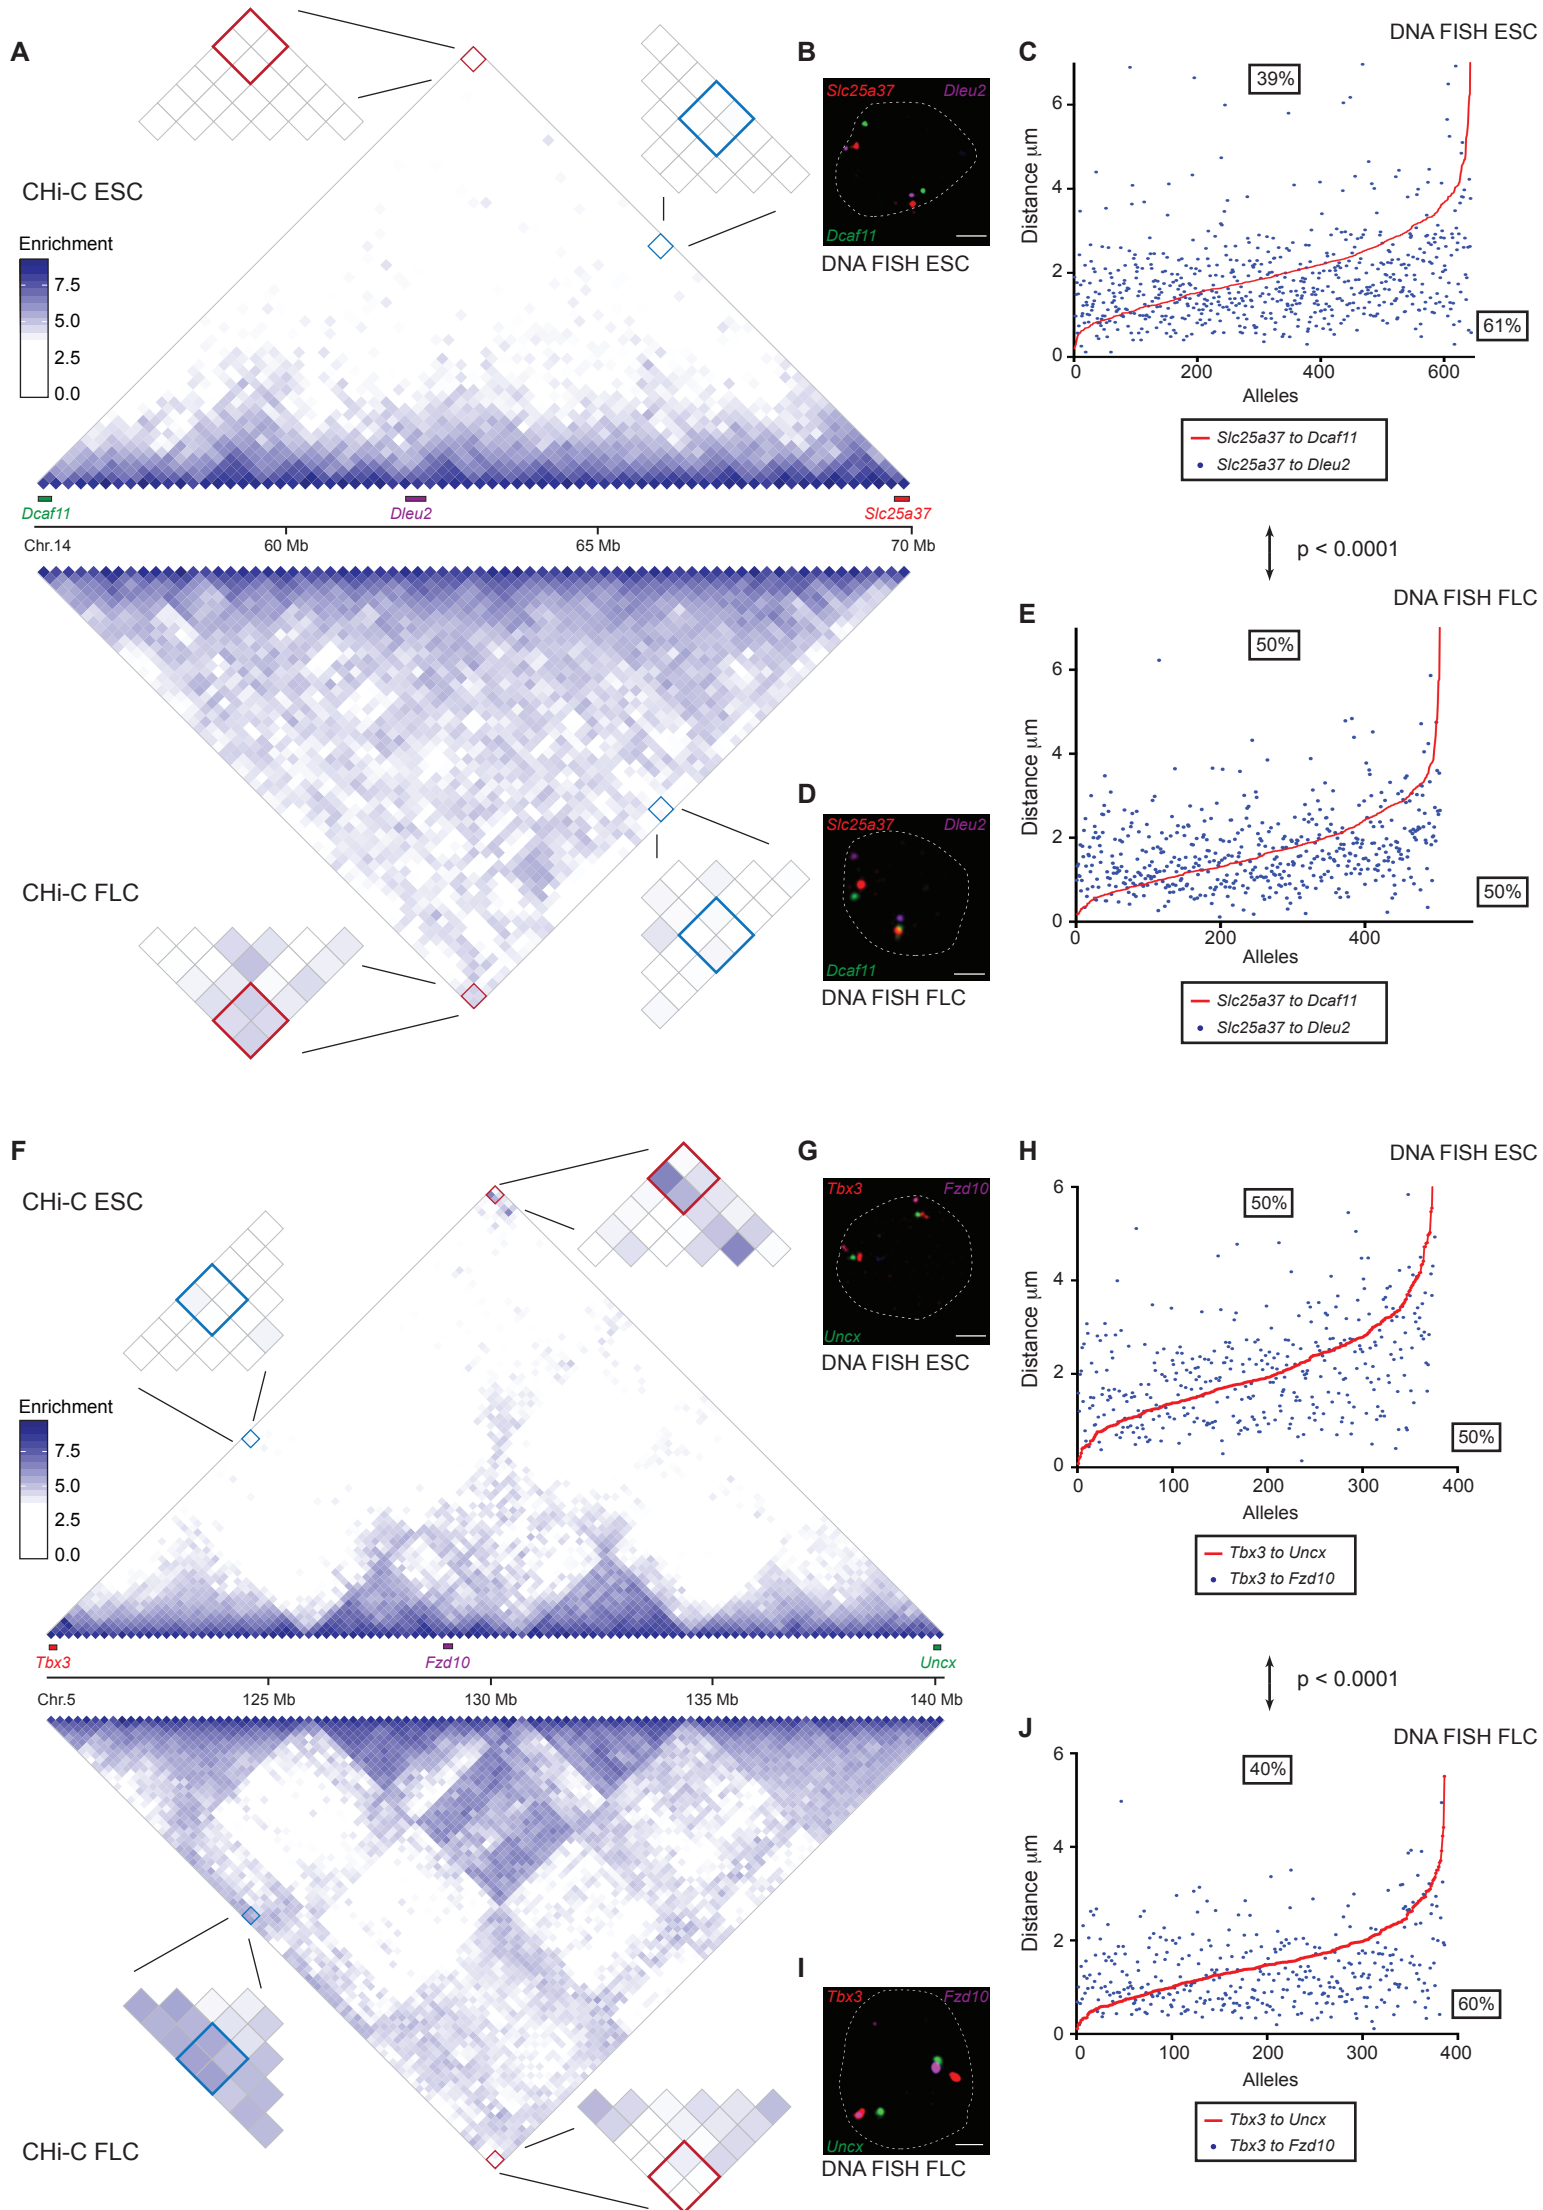 A
CHi-C ESC
Enrichment
7.5
5.0
2.5
0.0
Dcaf11
Dleu2
Slc25a37
Chr.14
60 Mb
65 Mb
70 Mb
CHi-C FLC
B
Slc25a37
Dleu2
Dcaf11
DNA FISH ESC
C
DNA FISH ESC
39%
61%
Distance μm
6
4
2
0
0
200
400
600
Alleles
Slc25a37 to Dcaf11
Slc25a37 to Dleu2
p < 0.0001
D
Slc25a37
Dleu2
Dcaf11
DNA FISH FLC
E
DNA FISH FLC
50%
50%
Distance μm
6
4
2
0
0
200
400
Alleles
Slc25a37 to Dcaf11
Slc25a37 to Dleu2
F
CHi-C ESC
Enrichment
7.5
5.0
2.5
0.0
Tbx3
Fzd10
Uncx
Chr.5
125 Mb
130 Mb
135 Mb
140 Mb
CHi-C FLC
G
Tbx3
Fzd10
Uncx
DNA FISH ESC
H
DNA FISH ESC
50%
50%
Distance μm
6
4
2
0
0
100
200
300
400
Alleles
Tbx3 to Uncx
Tbx3 to Fzd10
p < 0.0001
I
Tbx3
Fzd10
Uncx
DNA FISH FLC
J
DNA FISH FLC
40%
60%
Distance μm
6
4
2
0
0
100
200
300
400
Alleles
Tbx3 to Uncx
Tbx3 to Fzd10